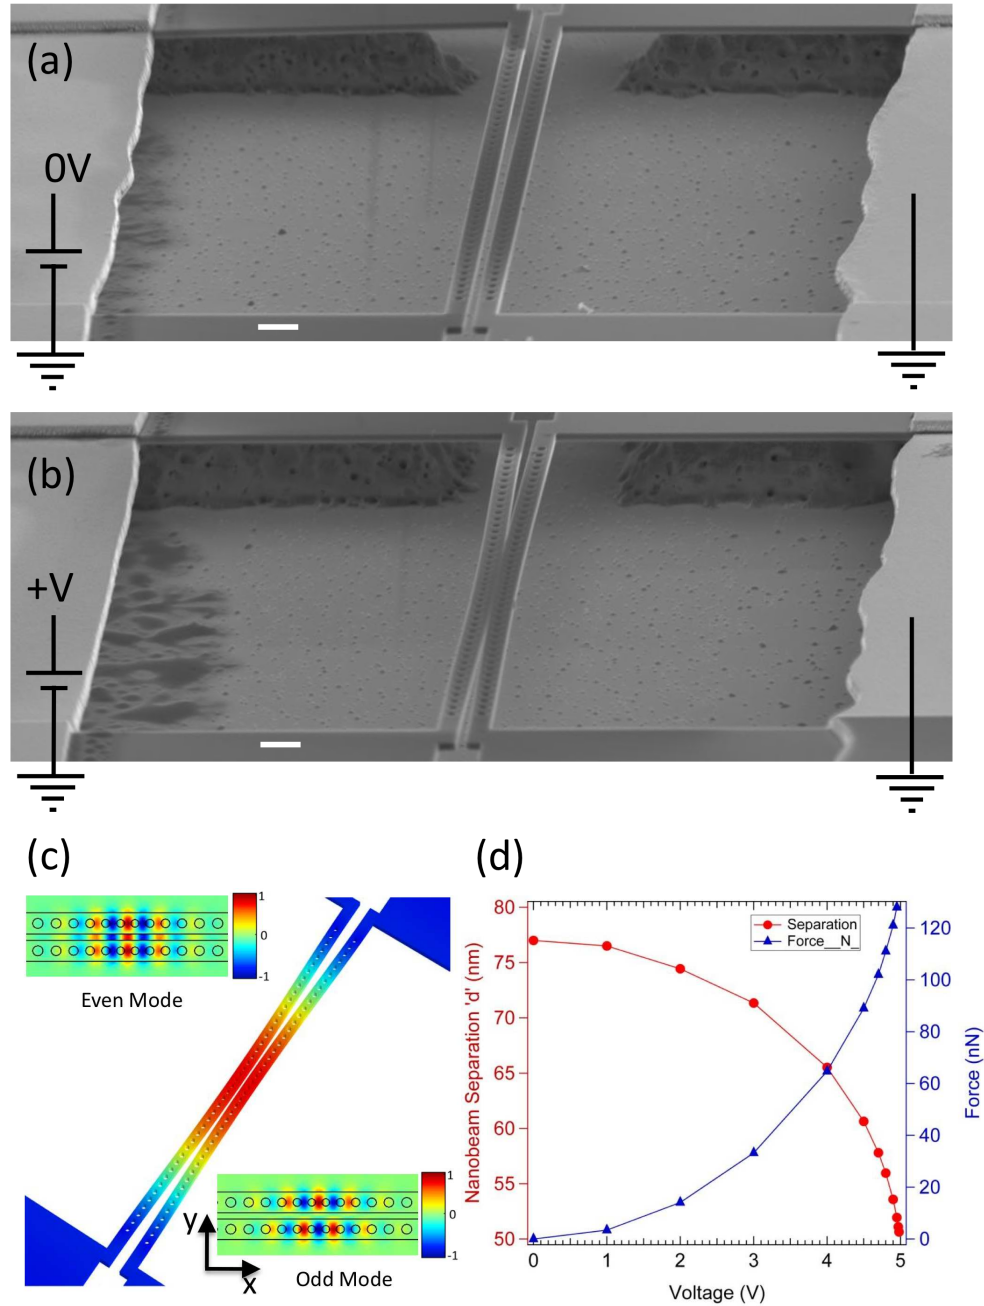 (a)
0V
(b)
+V
(c)
1
0
-1
Even Mode
1
0
-1
y
x
Odd Mode
(d)
Separation
Force__N_
80
75
70
65
60
55
50
Nanobeam Separation 'd' (nm)
120
100
80
60
40
20
0
Force (nN)
0 1 2 3 4 5
Voltage (V)